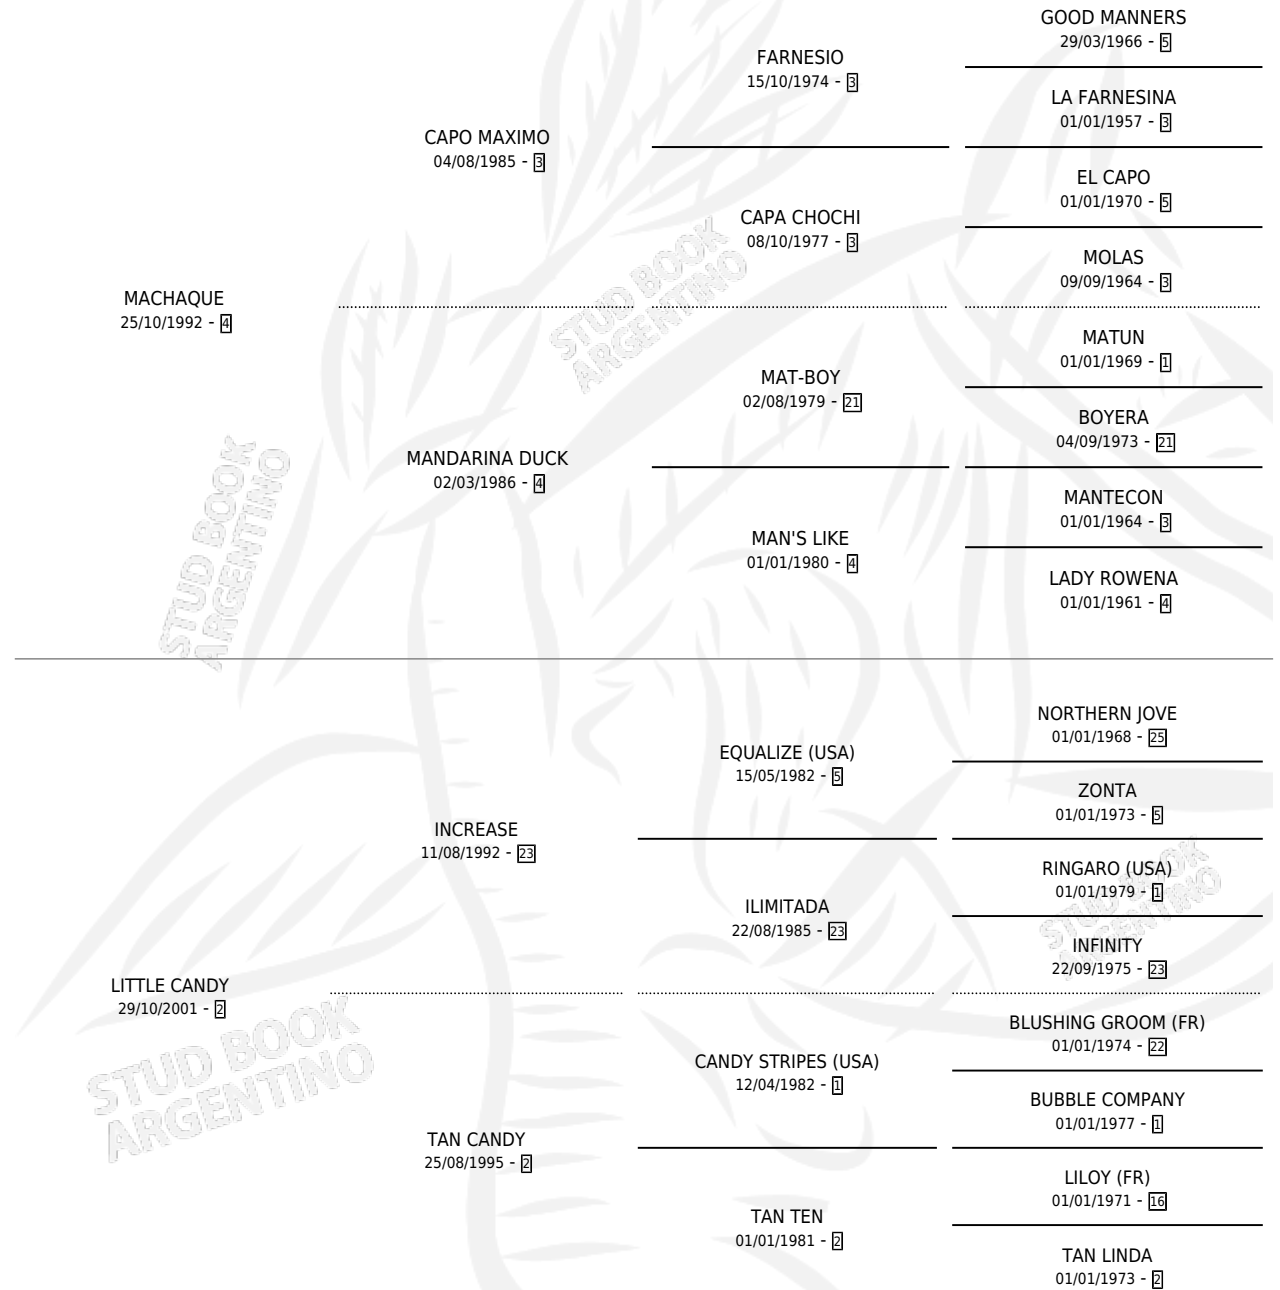 GOOD MANNERS
29/03/1966 - 5
FARNESIO
15/10/1974 - 3
LA FARNESINA
01/01/1957 - 3
CAPO MAXIMO
04/08/1985 - 3
EL CAPO
01/01/1970 - 5
CAPA CHOCHI
08/10/1977 - 3
MOLAS
09/09/1964 - 3
MACHAQUE
25/10/1992 - 4
STUD BOOK
ARGENTINO
MATUN
01/01/1969 - 1
MAT-BOY
02/08/1979 - 21
BOYERA
04/09/1973 - 21
MANDARINA DUCK
02/03/1986 - 4
MANTECON
01/01/1964 - 3
MAN'S LIKE
01/01/1980 - 4
LADY ROWENA
01/01/1961 - 4
STUD BOOK
ARGENTINO
NORTHERN JOVE
01/01/1968 - 25
EQUALIZE (USA)
15/05/1982 - 5
ZONTA
01/01/1973 - 5
INCREASE
11/08/1992 - 23
RINGARO (USA)
01/01/1979 - 1
ILIMITADA
22/08/1985 - 23
STUD BOOK
ARGENTINO
INFINITY
22/09/1975 - 23
LITTLE CANDY
29/10/2001 - 2
BLUSHING GROOM (FR)
01/01/1974 - 22
CANDY STRIPES (USA)
12/04/1982 - 1
BUBBLE COMPANY
01/01/1977 - 1
STUD BOOK
ARGENTINO
TAN CANDY
25/08/1995 - 2
LILOY (FR)
01/01/1971 - 16
TAN TEN
01/01/1981 - 2
TAN LINDA
01/01/1973 - 2